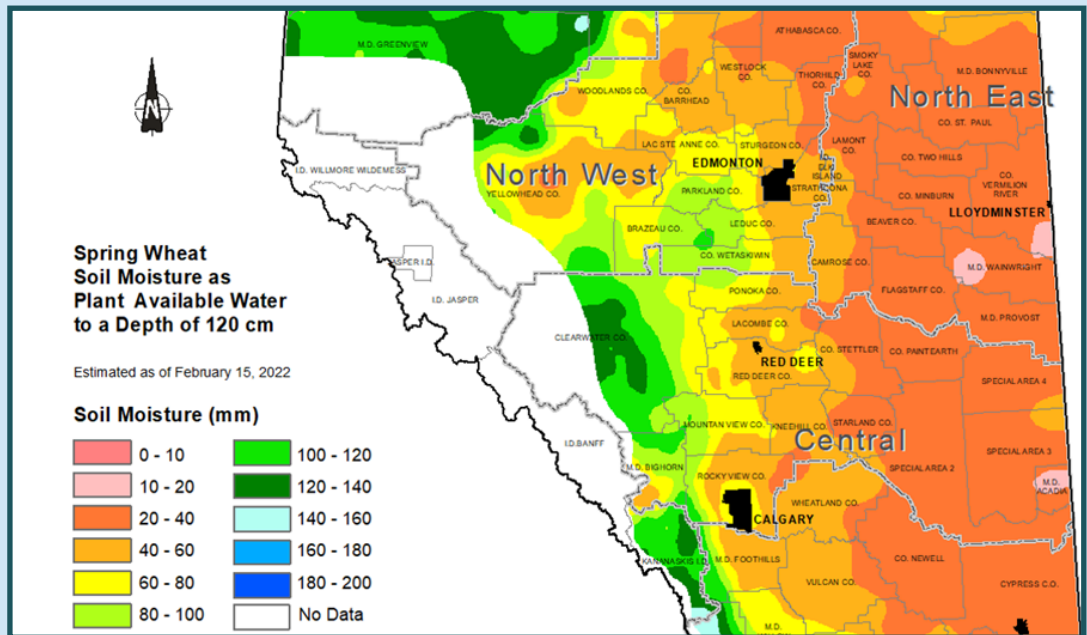 M.D. GREENVIEW
ATHABASCA CO.
WESTLOCK
CO.
SMOKY
LAKE
CO.
THORHILD
CO.
M.D. BONNYVILLE
WOODLANDS CO.
CO.
BARRHEAD
North East
CO. ST. PAUL
N
LAC STE ANNE CO.
STURGEON CO.
LAMONT
CO.
EDMONTON
CO. TWO HILLS
I.D. WILLMORE WILDERNESS
North West
ELK
ISLAND
YELLOWHEAD CO.
PARKLAND CO.
STRATHCONA
CO.
CO. MINBURN
CO.
VERMILION
RIVER
LLOYDMINSTER
BRAZEAU CO.
LEDUC CO.
BEAVER CO.
Spring Wheat
Soil Moisture as
Plant Available Water
to a Depth of 120 cm
CO. WETASKIWIN
CAMROSE CO.
M.D. WAINWRIGHT
JASPER I.D.
I.D. JASPER
PONOKA CO.
FLAGSTAFF CO.
M.D. PROVOST
CLEARWATER CO.
LACOMBE CO.
RED DEER
CO. STETTLER
CO. PAINTEARTH
Estimated as of February 15, 2022
RED DEER CO.
SPECIAL AREA 4
Soil Moisture (mm)
0 - 10
10 - 20
20 - 40
40 - 60
60 - 80
80 - 100
100 - 120
120 - 140
140 - 160
160 - 180
180 - 200
No Data
MOUNTAIN VIEW CO.
KNEEHILL CO.
STARLAND CO.
I.D.BANFF
Central
SPECIAL AREA 3
M.D. BIGHORN
ROCKY VIEW CO.
SPECIAL AREA 2
M.D.
ACADIA
WHEATLAND CO.
CALGARY
KANANASKIS I.D.
M.D. FOOTHILLS
CO. NEWELL
VULCAN CO.
CYPRESS CO.
M.D.